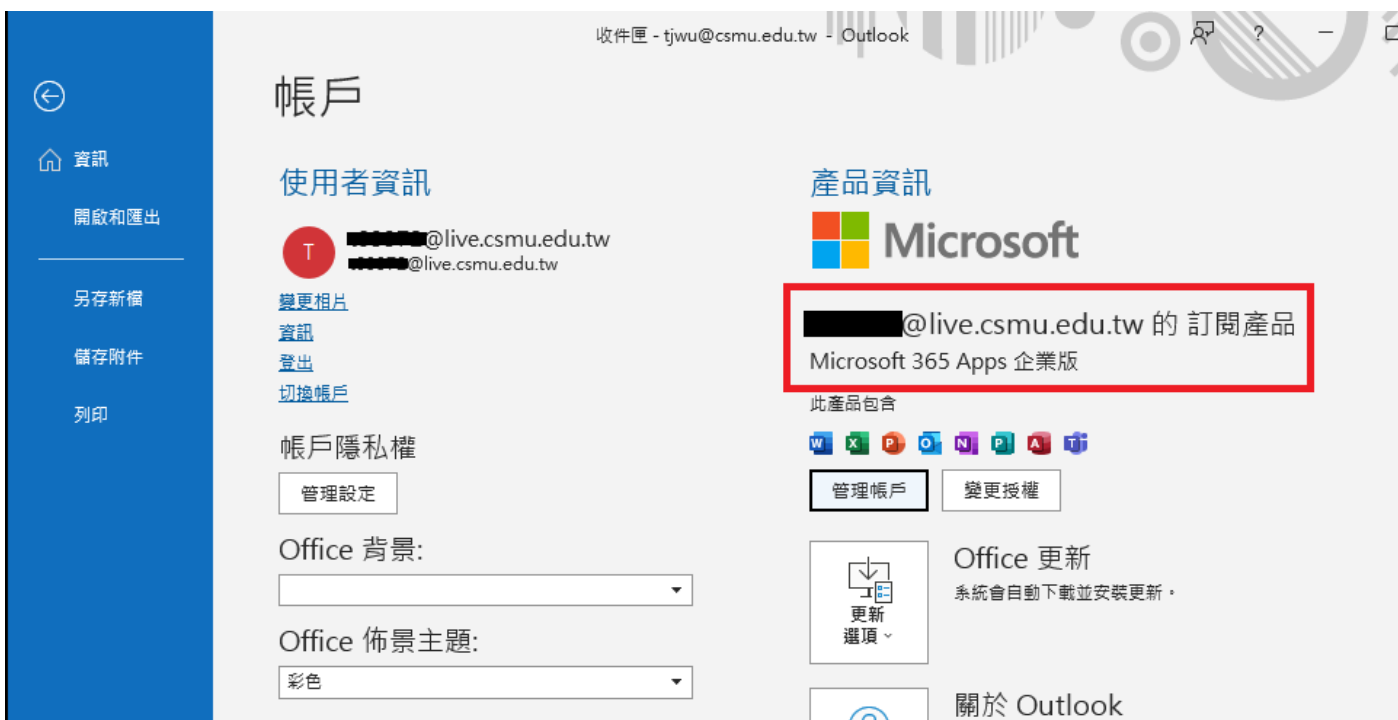 收件匣 - tjwu@csmu.edu.tw - Outlook
?
帳戶
資訊
開啟和匯出
另存新檔
儲存附件
列印
使用者資訊
T
@live.csmu.edu.tw
@live.csmu.edu.tw
變更相片
資訊
登出
切換帳戶
帳戶隱私權
管理設定
Office 背景:
Office 佈景主題:
彩色
產品資訊
Microsoft
@live.csmu.edu.tw 的 訂閱產品
Microsoft 365 Apps 企業版
此產品包含
管理帳戶
變更授權
更新
選項
Office 更新
系統會自動下載並安裝更新。
關於 Outlook